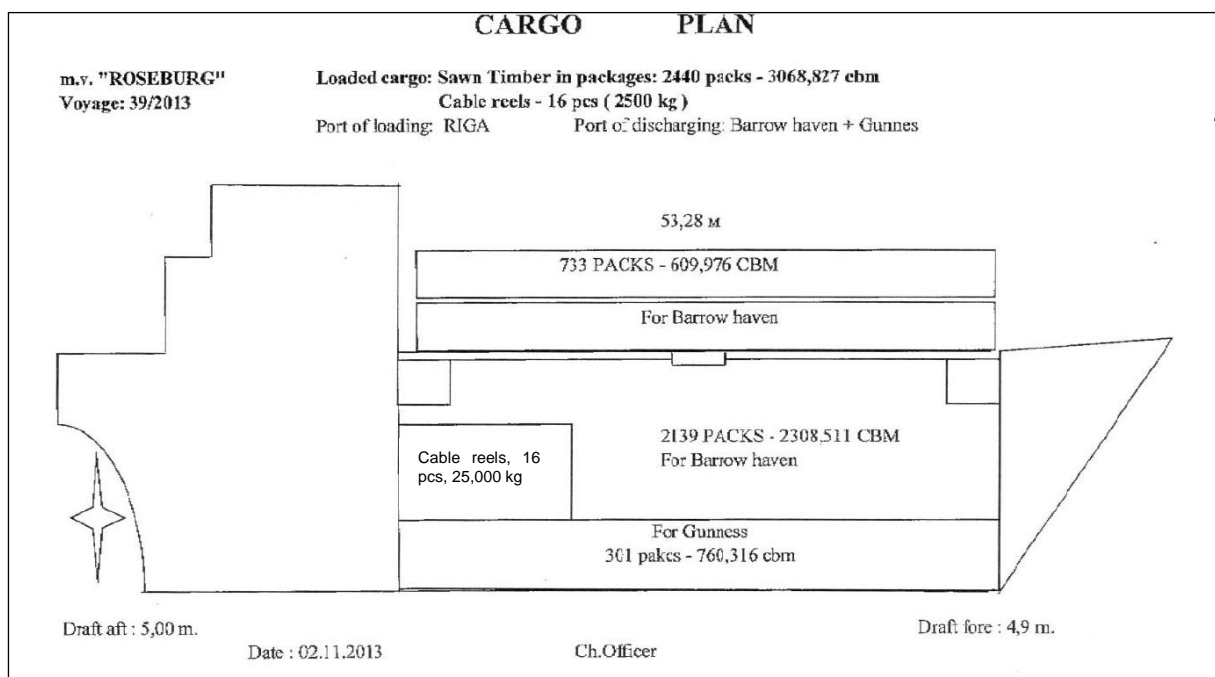 CARGO PLAN
m.v. "ROSEBURG"
Voyage: 39/2013
Loaded cargo: Sawn Timber in packages: 2440 packs - 3068,827 cbm
Cable reels - 16 pcs ( 2500 kg )
Port of loading: RIGA Port of discharging: Barrow haven + Gunnes
53,28 м
733 PACKS - 609,976 CBM
For Barrow haven
2139 PACKS - 2308,511 CBM
For Barrow haven
Cable reels, 16
pcs, 25,000 kg
For Gunness
301 pakcs - 760,316 cbm
Draft aft : 5,00 m.
Draft fore : 4,9 m.
Date : 02.11.2013 Ch.Officer